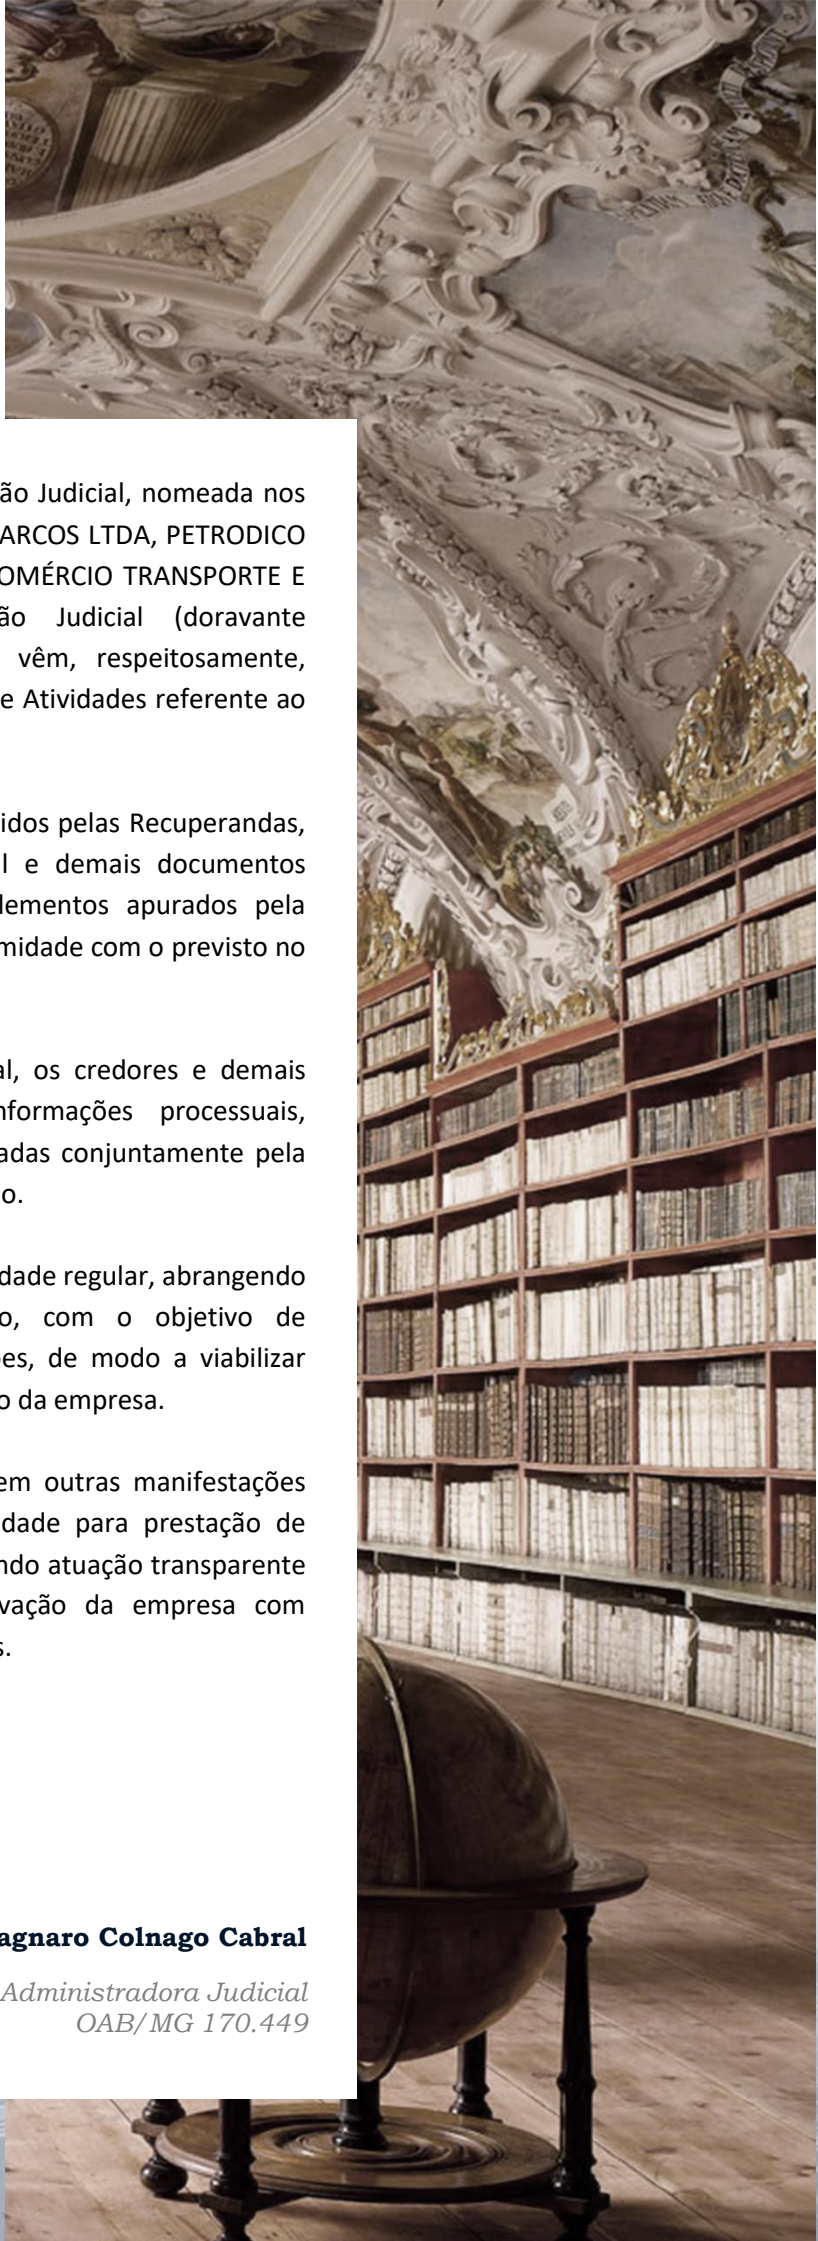 ão Judicial, nomeada nos
ARCOS LTDA, PETRODICO
OMÉRCIO TRANSPORTE E
ão Judicial (doravante
vêm, respeitosamente,
e Atividades referente ao
idos pelas Recuperandas,
l e demais documentos
lementos apurados pela
midade com o previsto no
al, os credores e demais
nformações processuais,
adas conjuntamente pela
o.
dade regular, abrangendo
o, com o objetivo de
ões, de modo a viabilizar
o da empresa.
em outras manifestações
dade para prestação de
ndo atuação transparente
vação da empresa com
s.
agnaro Colnago Cabral
Administradora Judicial
OAB/MG 170.449